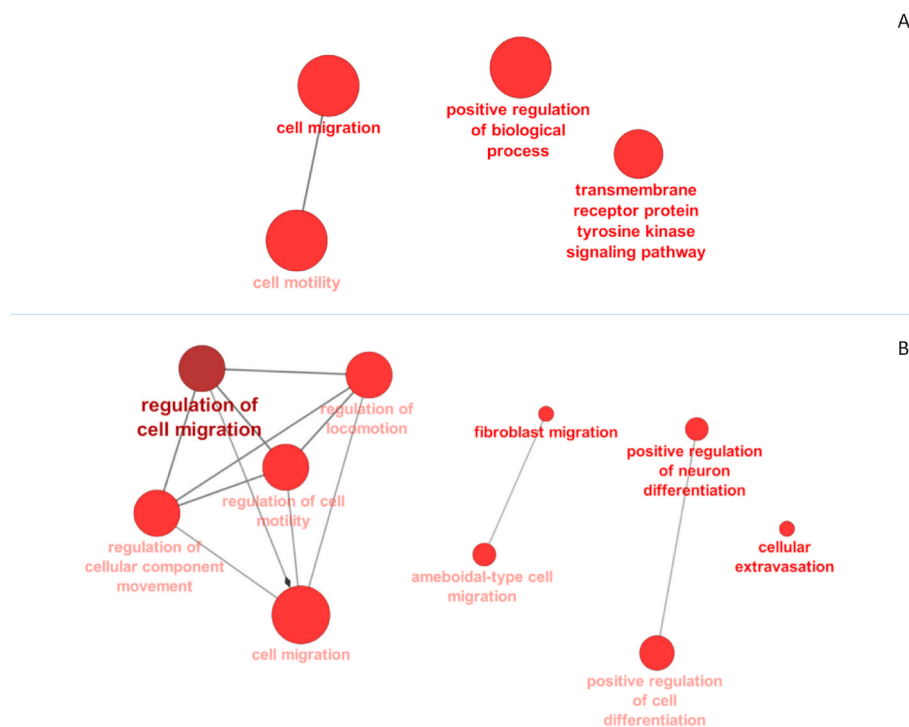 A
cell migration
positive regulation
of biological
process
transmembrane
receptor protein
tyrosine kinase
signaling pathway
cell motility
B
regulation of
cell migration
regulation of
locomotion
fibroblast migration
positive regulation
of neuron
differentiation
regulation of cell
motility
regulation of
cellular component
movement
cellular
extravasation
ameboidal-type cell
migration
cell migration
positive regulation
of cell
differentiation